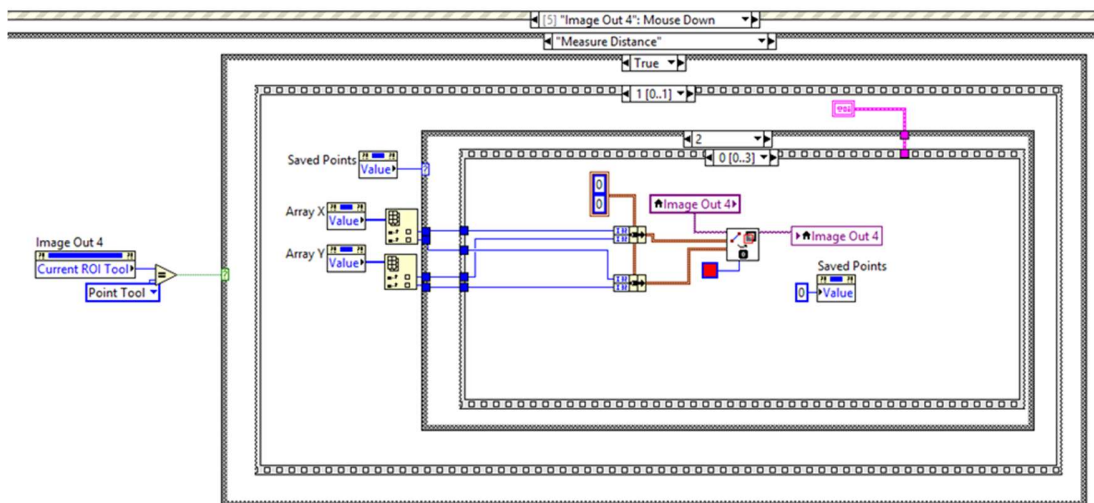 [5] "Image Out 4": Mouse Down
"Measure Distance"
True
1 [0..1]
2
0 [0..3]
Saved Points
Value
0
0
Image Out 4
Array X
Value
Image Out 4
Array Y
Value
Image Out 4
Current ROI Tool
=
Point Tool
Saved Points
0
Value